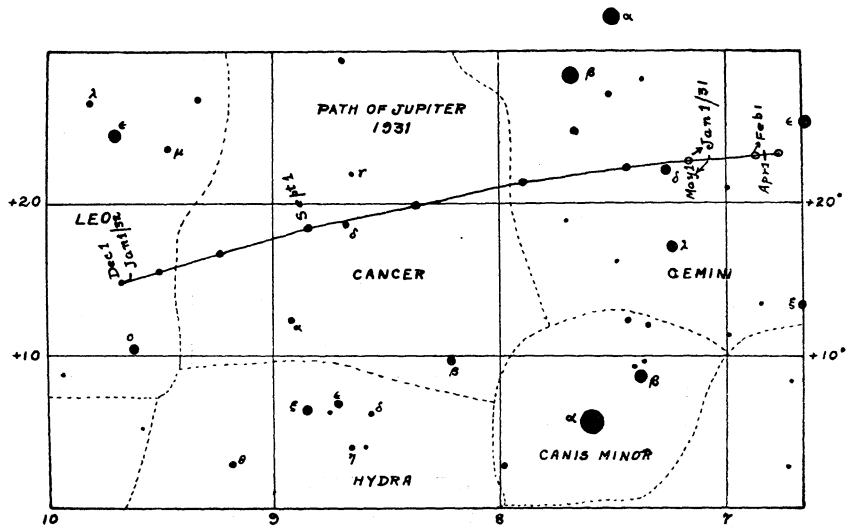 α
λ
ε
β
ε
μ
PATH OF JUPITER
1931
γ
Sept 1
May 1
Jan 1/31
Apr 1
Feb 1
+20
+20°
LEO
Dec 1
Jan 1/32
δ
δ
CANCER
λ
GEMINI
ξ
α
ο
+10
+10°
β
β
ξ
ε
δ
α
θ
η
HYDRA
CANIS MINOR
10
9
8
7